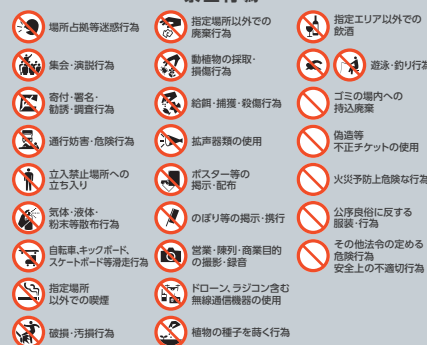 場所占拠等迷惑行為
集会・演説行為
寄付・署名・
勧誘・調査行為
通行妨害・危険行為
立入禁止場所への
立ち入り
気体・液体・
粉末等散布行為
自転車、キックボード、
スケートボード等滑走行為
指定場所
以外での喫煙
破損・汚損行為
指定場所以外での
廃棄行為
動植物の採取・
損傷行為
給餌・捕獲・殺傷行為
拡声器類の使用
ポスター等の
掲示・配布
のぼり等の掲示・携行
営業・陳列・商業目的
の撮影・録音
ドローン、ラジコン含む
無線通信機器の使用
植物の種子を蒔く行為
指定エリア以外での
飲酒
遊泳・釣り行為
ゴミの場内への
持込廃棄
偽造等
不正チケットの使用
火災予防上危険な行為
公序良俗に反する
服装・行為
その他法令の定める
危険行為
安全上の不適切行為